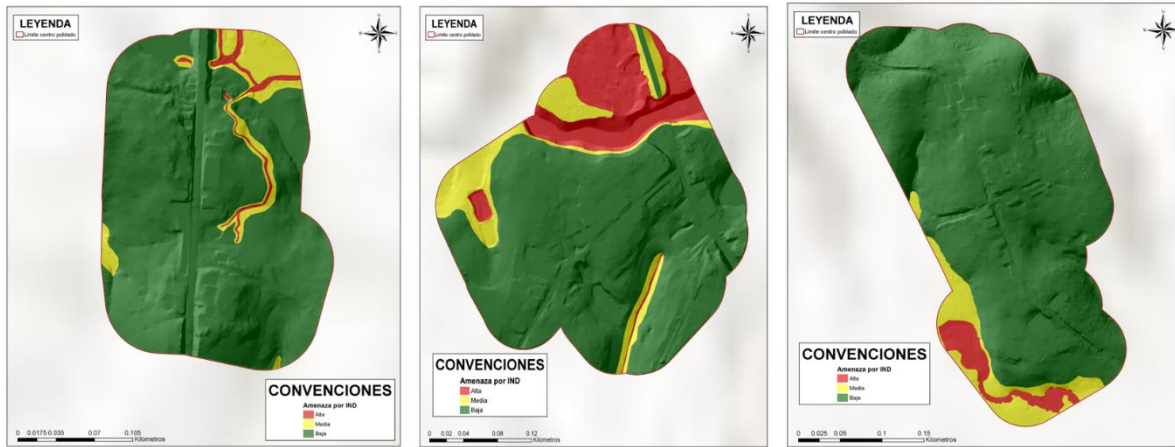 LEYENDA
Limite centro poblado
CONVENCIONES
Amenaza por IND
Alta
Media
Baja
0 0.0175 0.035 0.07 0.105
Kilometros
LEYENDA
Limite centro poblado
CONVENCIONES
Amenaza por IND
Alta
Media
Baja
0 0.02 0.04 0.08 0.12
Kilometros
LEYENDA
Limite centro poblado
CONVENCIONES
Amenaza por IND
Alta
Media
Baja
0 0.025 0.05 0.1 0.15
Kilometros